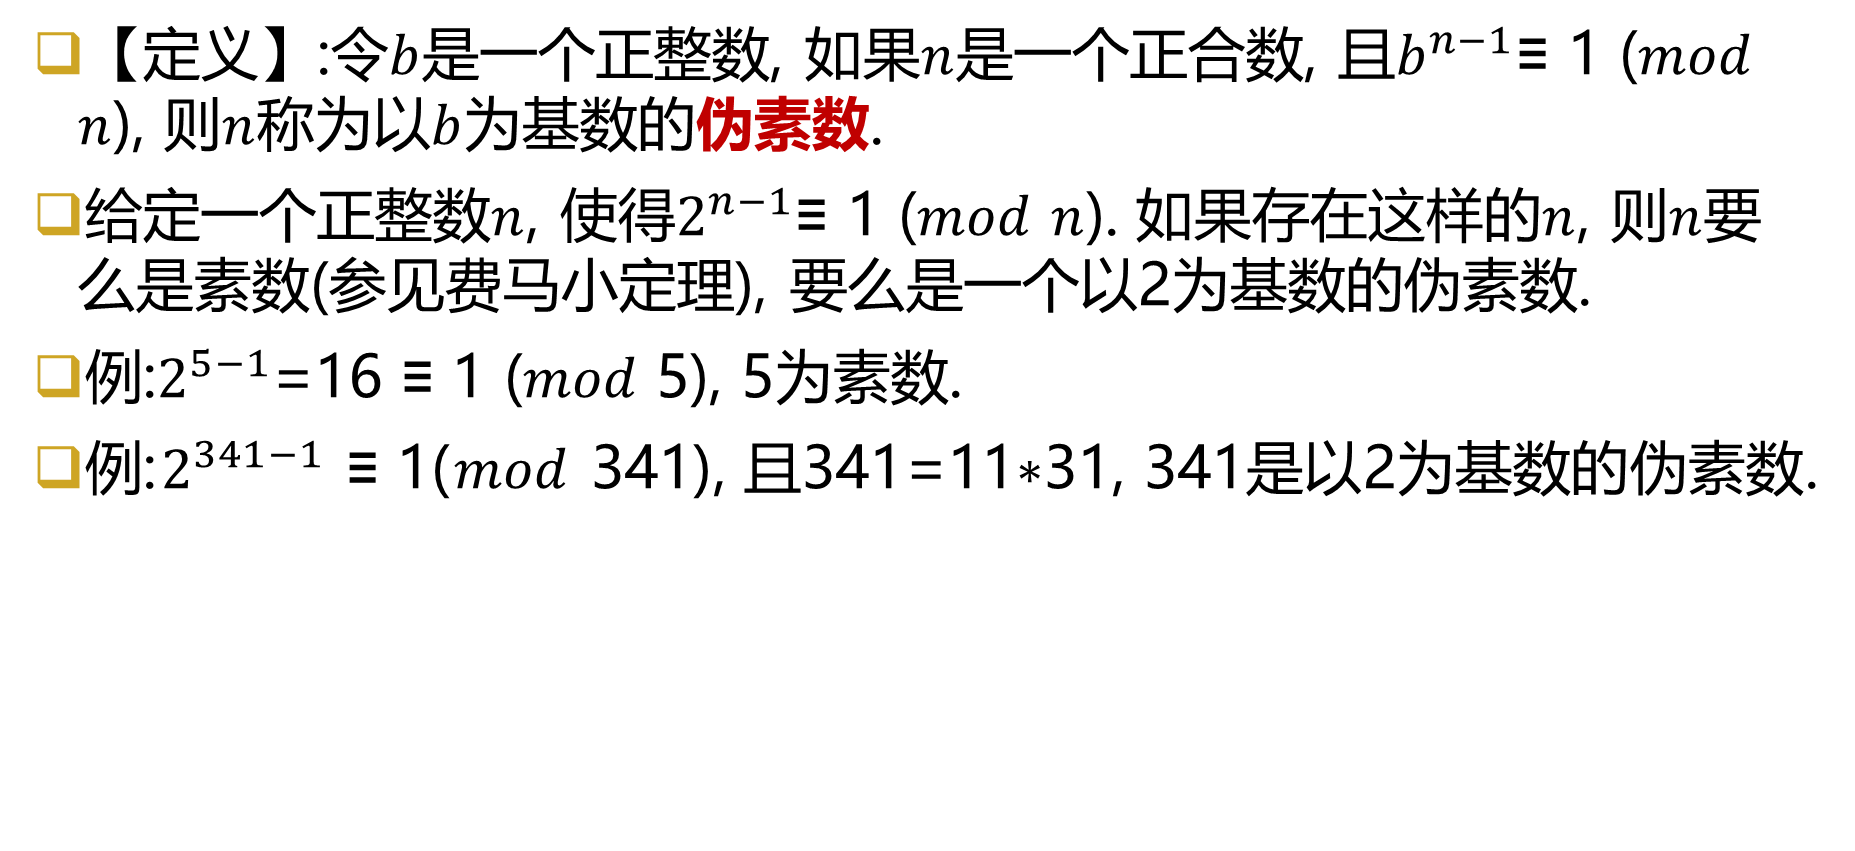 【定义】:令b是一个正整数, 如果n是一个正合数, 且bⁿ⁻¹≡ 1 (mod
n), 则n称为以b为基数的伪素数.
给定一个正整数n, 使得2ⁿ⁻¹≡ 1 (mod n). 如果存在这样的n, 则n要
么是素数(参见费马小定理), 要么是一个以2为基数的伪素数.
例:2⁵⁻¹=16 ≡ 1 (mod 5), 5为素数.
例:2³⁴¹⁻¹ ≡ 1(mod 341), 且341=11*31, 341是以2为基数的伪素数.